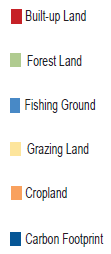 Built-up Land
Forest Land
Fishing Ground
Grazing Land
Cropland
Carbon Footprint